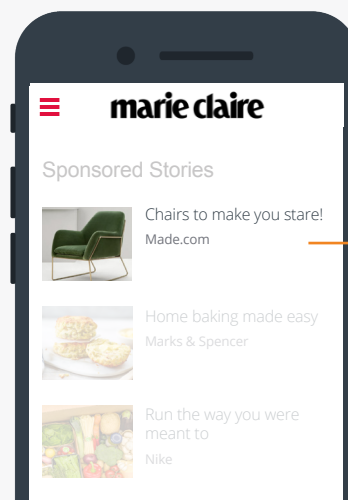 marie claire
Sponsored Stories
Chairs to make you stare!
Made.com
Home baking made easy
Marks & Spencer
Run the way you were
meant to
Nike